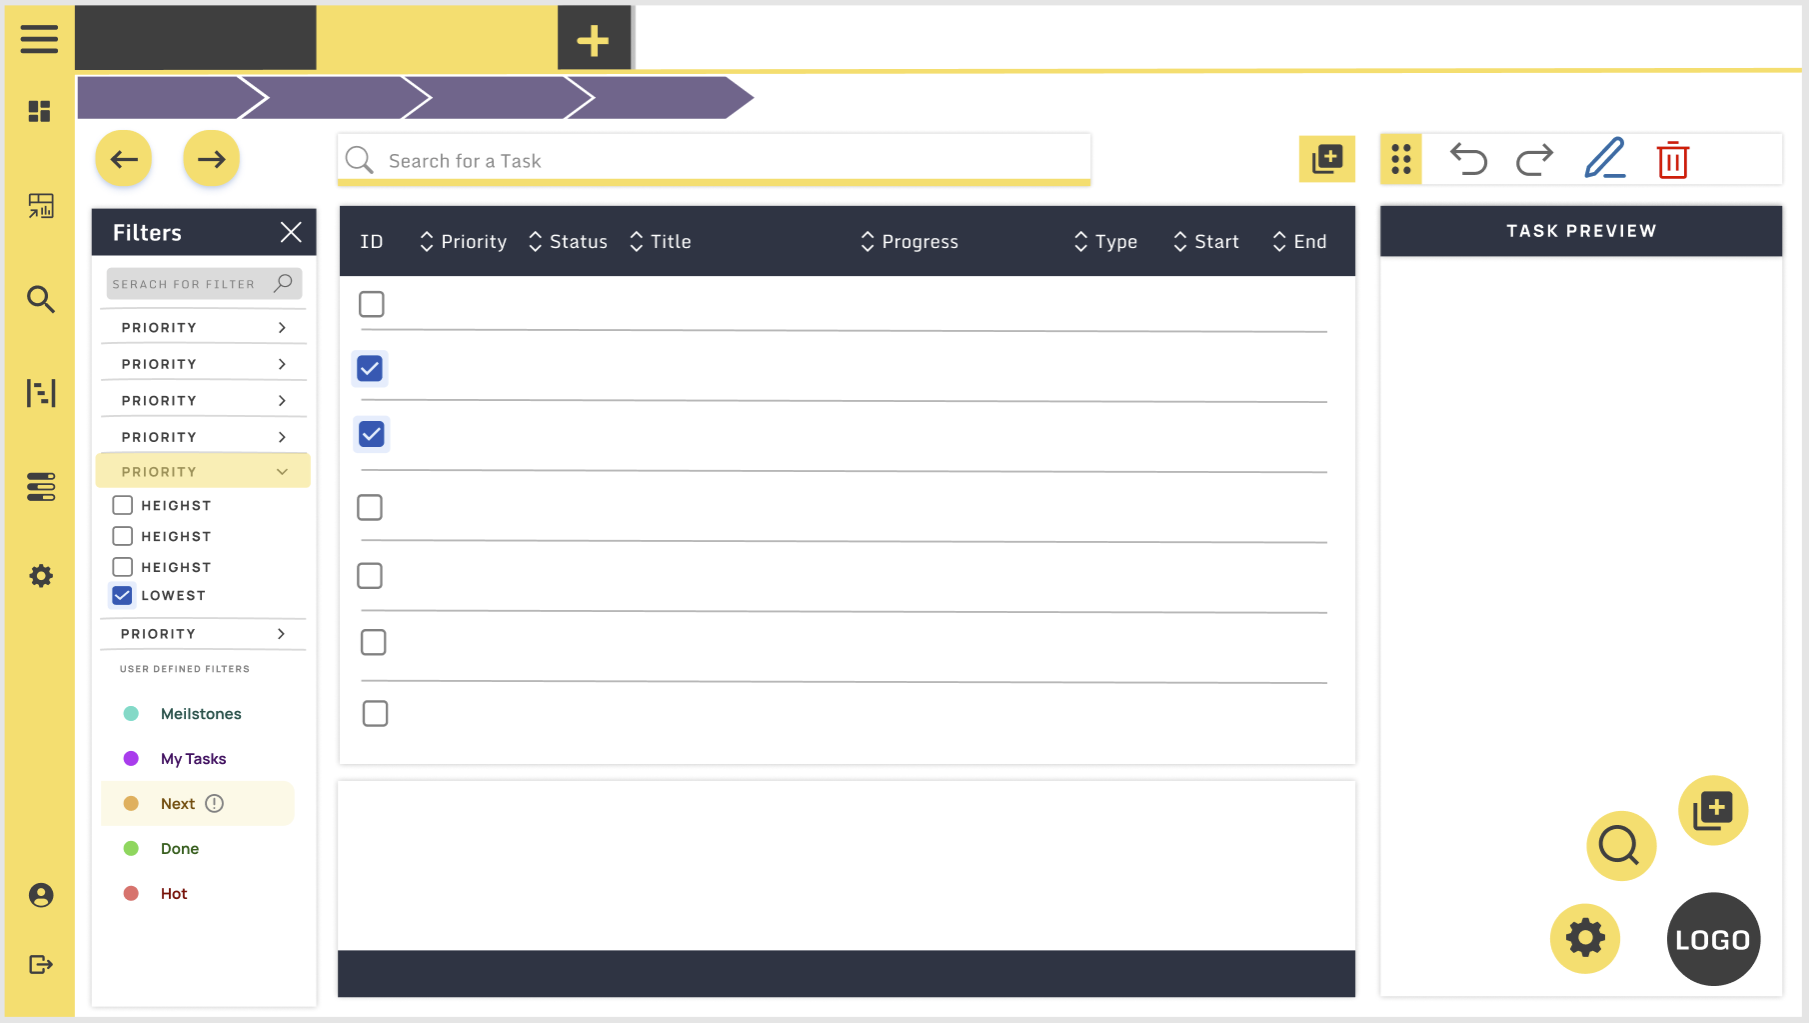 Search for a Task
Filters
SERACH FOR FILTER
PRIORITY
PRIORITY
PRIORITY
PRIORITY
PRIORITY
HEIGHST
HEIGHST
HEIGHST
LOWEST
PRIORITY
USER DEFINED FILTERS
Meilstones
My Tasks
Next
Done
Hot
ID Priority Status Title Progress Type Start End
TASK PREVIEW
LOGO